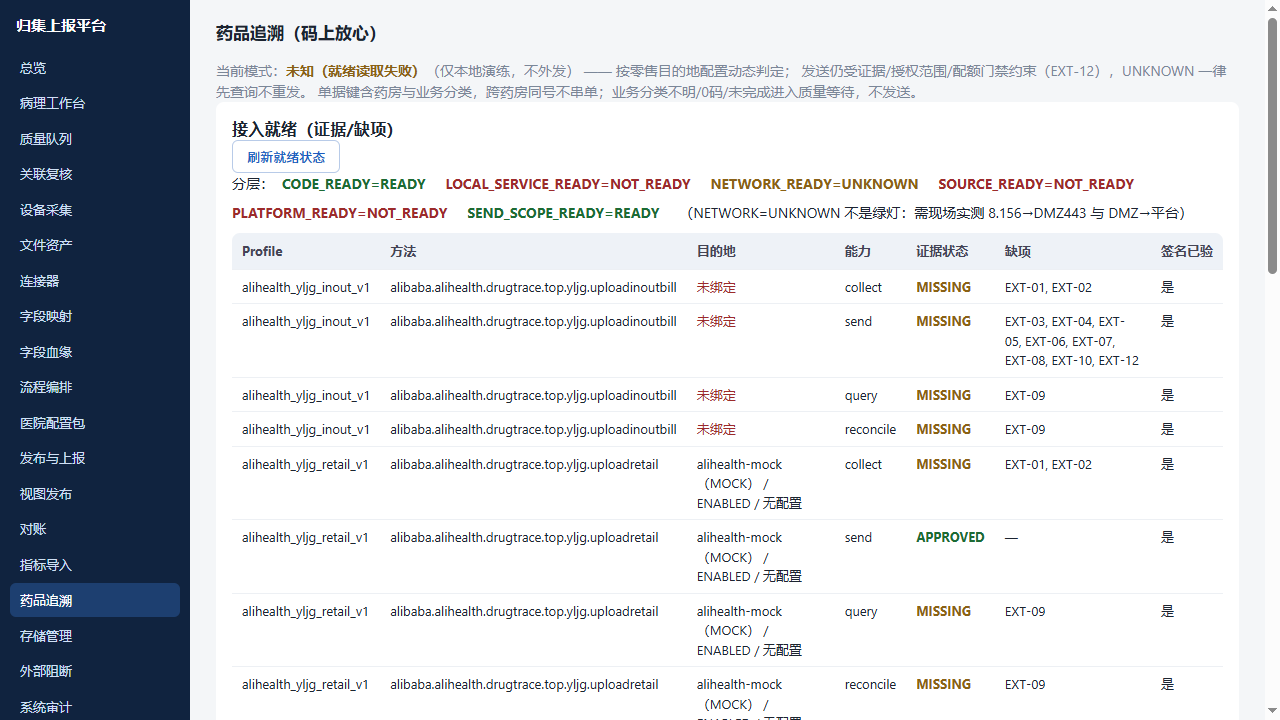 归集上报平台
总览
病理工作台
质量队列
关联复核
设备采集
文件资产
连接器
字段映射
字段血缘
流程编排
医院配置包
发布与上报
视图发布
对账
指标导入
药品追溯
存储管理
外部阻断
系统审计
药品追溯（码上放心）
当前模式：未知（就绪读取失败）（仅本地演练，不外发） —— 按零售目的地配置动态判定； 发送仍受证据/授权范围/配额门禁约束（EXT-12），UNKNOWN 一律
先查询不重发。 单据键含药房与业务分类，跨药房同号不串单；业务分类不明/0码/未完成进入质量等待，不发送。
接入就绪（证据/缺项）
刷新就绪状态
分层： CODE_READY=READY LOCAL_SERVICE_READY=NOT_READY NETWORK_READY=UNKNOWN SOURCE_READY=NOT_READY
PLATFORM_READY=NOT_READY SEND_SCOPE_READY=READY （NETWORK=UNKNOWN 不是绿灯：需现场实测 8.156→DMZ443 与 DMZ→平台）
Profile 方法 目的地 能力 证据状态 缺项 签名已验
alihealth_yljg_inout_v1 alibaba.alihealth.drugtrace.top.yljg.uploadinoutbill 未绑定 collect MISSING EXT-01, EXT-02 是
alihealth_yljg_inout_v1 alibaba.alihealth.drugtrace.top.yljg.uploadinoutbill 未绑定 send MISSING EXT-03, EXT-04, EXT-
05, EXT-06, EXT-07,
EXT-08, EXT-10, EXT-12 是
alihealth_yljg_inout_v1 alibaba.alihealth.drugtrace.top.yljg.uploadinoutbill 未绑定 query MISSING EXT-09 是
alihealth_yljg_inout_v1 alibaba.alihealth.drugtrace.top.yljg.uploadinoutbill 未绑定 reconcile MISSING EXT-09 是
alihealth_yljg_retail_v1 alibaba.alihealth.drugtrace.top.yljg.uploadretail alihealth-mock
（MOCK） /
ENABLED / 无配置 collect MISSING EXT-01, EXT-02 是
alihealth_yljg_retail_v1 alibaba.alihealth.drugtrace.top.yljg.uploadretail alihealth-mock
（MOCK） /
ENABLED / 无配置 send APPROVED — 是
alihealth_yljg_retail_v1 alibaba.alihealth.drugtrace.top.yljg.uploadretail alihealth-mock
（MOCK） /
ENABLED / 无配置 query MISSING EXT-09 是
alihealth_yljg_retail_v1 alibaba.alihealth.drugtrace.top.yljg.uploadretail alihealth-mock
（MOCK） / reconcile MISSING EXT-09 是